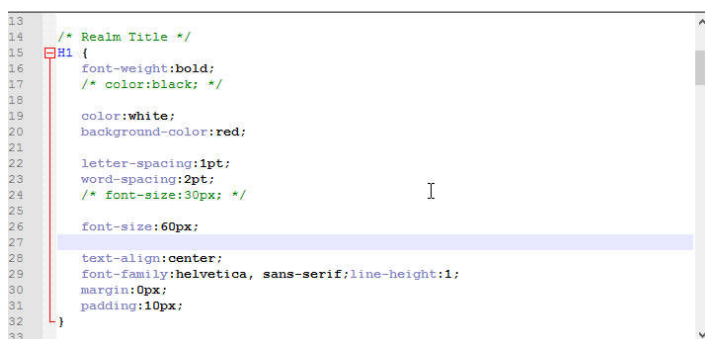 13
14 /* Realm Title */
15 H1 {
16 font-weight:bold;
17 /* color:black; */
18
19 color:white;
20 background-color:red;
21
22 letter-spacing:1pt;
23 word-spacing:2pt;
24 /* font-size:30px; */
25
26 font-size:60px;
27
28 text-align:center;
29 font-family:helvetica, sans-serif;line-height:1;
30 margin:0px;
31 padding:10px;
32 }
33